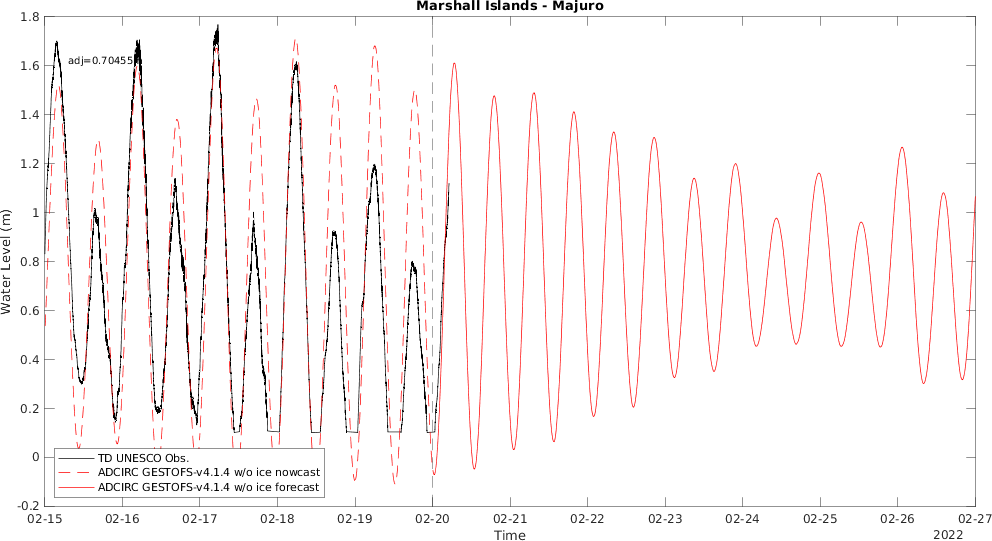 Marshall Islands - Majuro
1.8
1.6
1.4
1.2
1
0.8
0.6
0.4
0.2
0
-0.2
Water Level (m)
adj=0.70455
TD UNESCO Obs.
ADCIRC GESTOFS-v4.1.4 w/o ice nowcast
ADCIRC GESTOFS-v4.1.4 w/o ice forecast
02-15 02-16 02-17 02-18 02-19 02-20 02-21 02-22 02-23 02-24 02-25 02-26 02-27
Time
2022